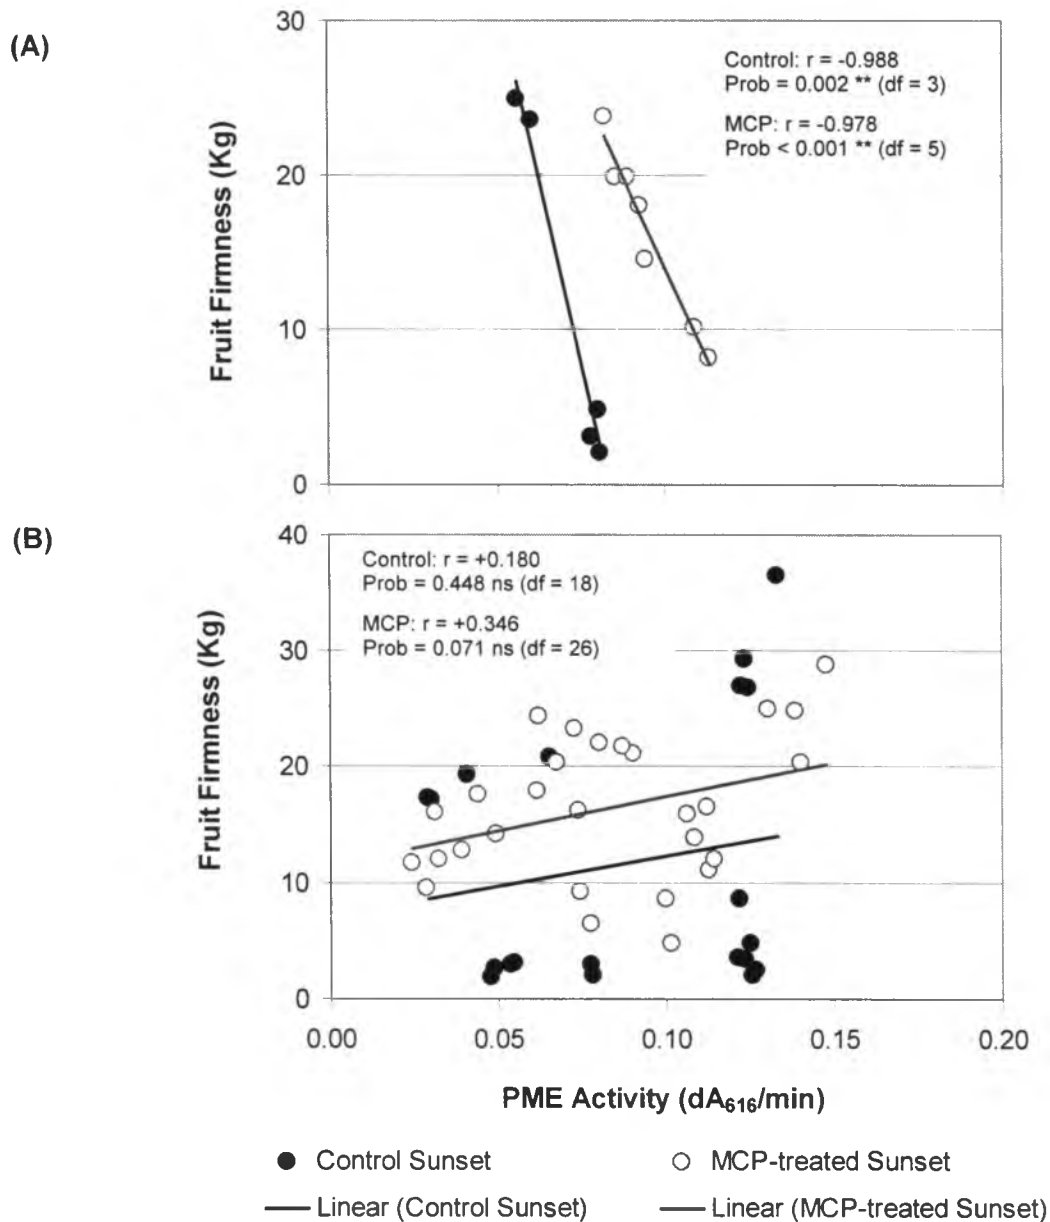 (A)
30
20
10
0
Fruit Firmness (Kg)
Control: r = -0.988
Prob = 0.002 ** (df = 3)
MCP: r = -0.978
Prob < 0.001 ** (df = 5)
(B)
40
30
20
10
0
Fruit Firmness (Kg)
Control: r = +0.180
Prob = 0.448 ns (df = 18)
MCP: r = +0.346
Prob = 0.071 ns (df = 26)
0.00 0.05 0.10 0.15 0.20
PME Activity (dA₆₁₆/min)
Control Sunset MCP-treated Sunset
Linear (Control Sunset) Linear (MCP-treated Sunset)